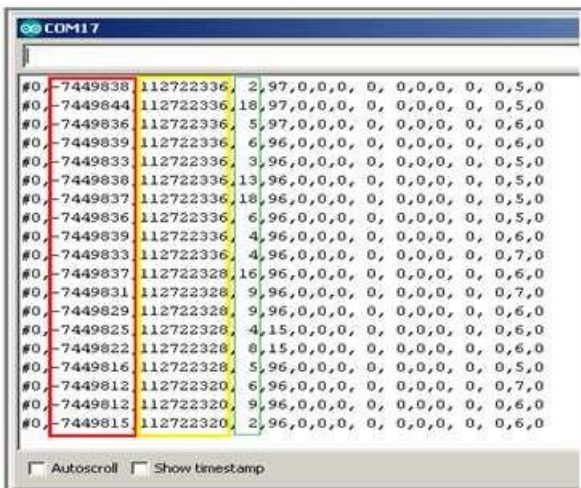 COM17
#0,-7449838,112722336, 2,97,0,0,0, 0, 0,0,0, 0, 0,5,0
#0,-7449844,112722336,18,97,0,0,0, 0, 0,0,0, 0, 0,5,0
#0,-7449836,112722336, 5,97,0,0,0, 0, 0,0,0, 0, 0,6,0
#0,-7449839,112722336, 6,96,0,0,0, 0, 0,0,0, 0, 0,6,0
#0,-7449833,112722336, 3,96,0,0,0, 0, 0,0,0, 0, 0,5,0
#0,-7449838,112722336,13,96,0,0,0, 0, 0,0,0, 0, 0,6,0
#0,-7449837,112722336,18,96,0,0,0, 0, 0,0,0, 0, 0,5,0
#0,-7449836,112722336, 6,96,0,0,0, 0, 0,0,0, 0, 0,5,0
#0,-7449839,112722336, 4,96,0,0,0, 0, 0,0,0, 0, 0,6,0
#0,-7449833,112722336, 4,96,0,0,0, 0, 0,0,0, 0, 0,7,0
#0,-7449837,112722328,16,96,0,0,0, 0, 0,0,0, 0, 0,6,0
#0,-7449831,112722328, 9,96,0,0,0, 0, 0,0,0, 0, 0,7,0
#0,-7449829,112722328, 9,96,0,0,0, 0, 0,0,0, 0, 0,6,0
#0,-7449825,112722328, 4,15,0,0,0, 0, 0,0,0, 0, 0,6,0
#0,-7449822,112722328, 8,15,0,0,0, 0, 0,0,0, 0, 0,6,0
#0,-7449816,112722328, 5,96,0,0,0, 0, 0,0,0, 0, 0,5,0
#0,-7449812,112722320, 6,96,0,0,0, 0, 0,0,0, 0, 0,7,0
#0,-7449812,112722320, 9,96,0,0,0, 0, 0,0,0, 0, 0,6,0
#0,-7449815,112722320, 2,96,0,0,0, 0, 0,0,0, 0, 0,6,0
Autoscroll Show timestamp